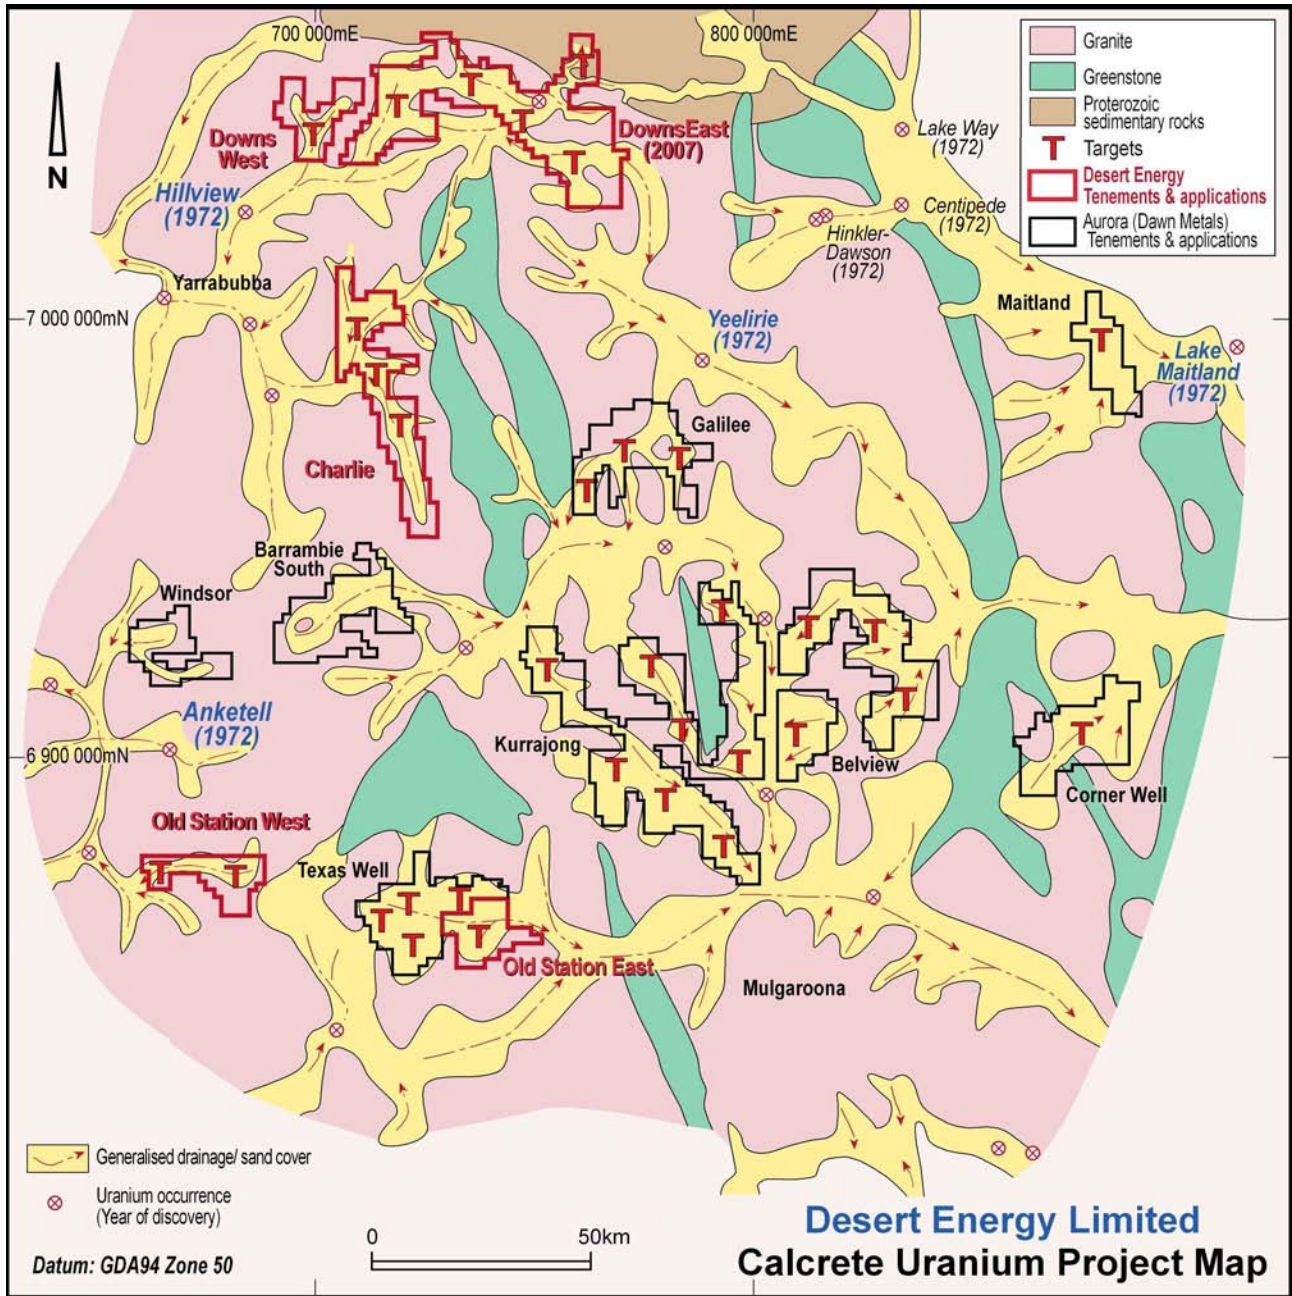 700 000mE
800 000mE
Granite
Greenstone
Proterozoic
sedimentary rocks
T Targets
Desert Energy
Tenements & applications
Aurora (Dawn Metals)
Tenements & applications
N
Downs
West
DownsEast
(2007)
Lake Way
(1972)
Hillview
(1972)
Centipede
(1972)
Hinkler-
Dawson
(1972)
Yarrabubba
Maitland
7 000 000mN
Yeelirie
(1972)
Lake
Maitland
(1972)
Galilee
Charlie
Barrambie
South
Windsor
Anketell
(1972)
Kurrajong
6 900 000mN
Belview
Corner Well
Old Station West
Texas Well
Old Station East
Mulgaroona
Generalised drainage/ sand cover
Uranium occurrence
(Year of discovery)
Datum: GDA94 Zone 50
0 50km
Desert Energy Limited
Calcrete Uranium Project Map